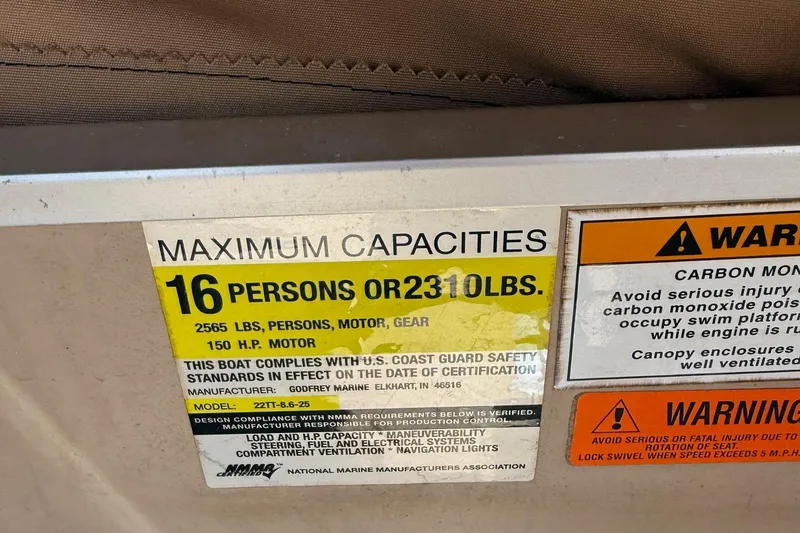 MAXIMUM CAPACITIES
16 PERSONS OR 2310 LBS.
2565 LBS, PERSONS, MOTOR, GEAR
150 H.P. MOTOR
THIS BOAT COMPLIES WITH U.S. COAST GUARD SAFETY
STANDARDS IN EFFECT ON THE DATE OF CERTIFICATION
MANUFACTURER: GODFREY MARINE ELKHART, IN 46516
MODEL: 22TT-8.6-25
DESIGN COMPLIANCE WITH NMMA REQUIREMENTS BELOW IS VERIFIED.
MANUFACTURER RESPONSIBLE FOR PRODUCTION CONTROL.
LOAD AND H.P. CAPACITY * MANEUVERABILITY
STEERING, FUEL AND ELECTRICAL SYSTEMS
COMPARTMENT VENTILATION * NAVIGATION LIGHTS
NMMA
CERTIFIED
NATIONAL MARINE MANUFACTURERS ASSOCIATION
WAR
CARBON MON
Avoid serious injury
carbon monoxide pois
occupy swim platfor
while engine is ru
Canopy enclosures
well ventilated
WARNING
AVOID SERIOUS OR FATAL INJURY DUE TO
ROTATION OF SEAT.
LOCK SWIVEL WHEN SPEED EXCEEDS 5 M.P.H.